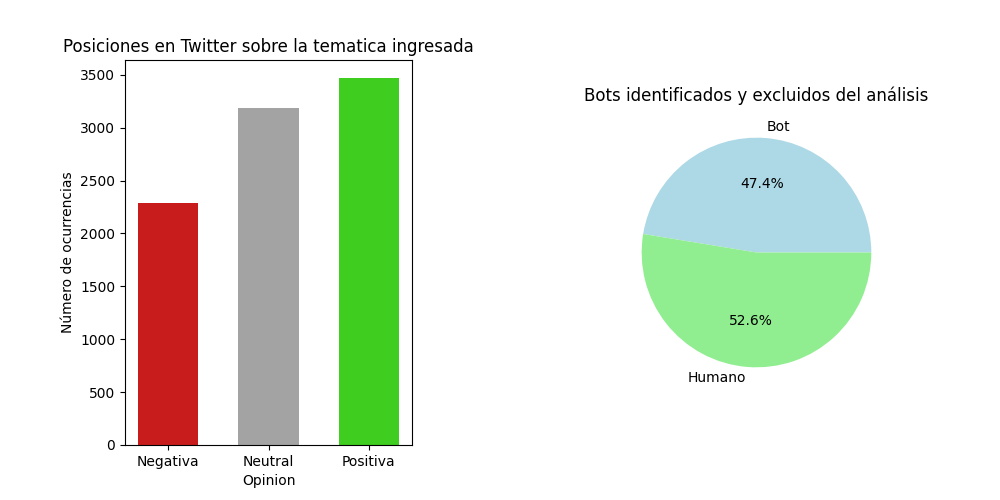 Posiciones en Twitter sobre la tematica ingresada
Número de ocurrencias
3500
3000
2500
2000
1500
1000
500
0
Negativa
Neutral
Positiva
Opinion
Bots identificados y excluidos del análisis
Bot
47.4%
52.6%
Humano